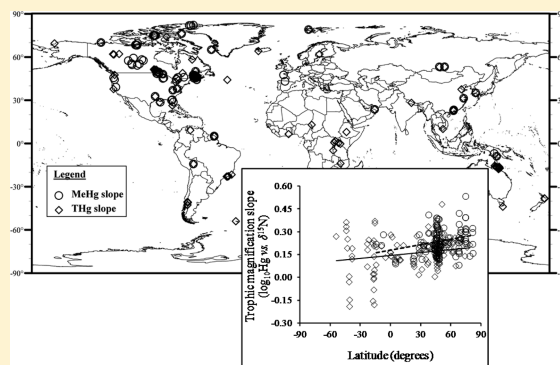 90°
60°
30°
0°
-30°
-60°
-90°
Legend
MeHg slope
THg slope
Trophic magnification slope
(log₁₀Hg vs. δ¹⁵N)
0.60
0.45
0.30
0.15
0.00
-0.15
-0.30
-90 -60 -30 0 30 60 90
Latitude (degrees)